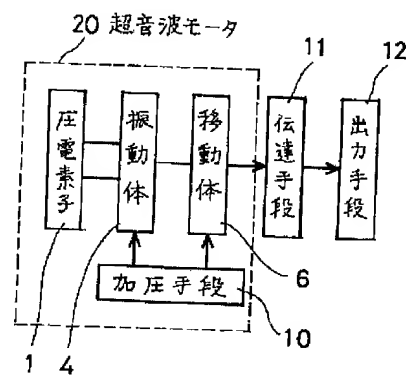 20 超音波モータ
11
12
圧電素子
振動体
移動体
伝達手段
出力手段
加圧手段
1
4
10
6